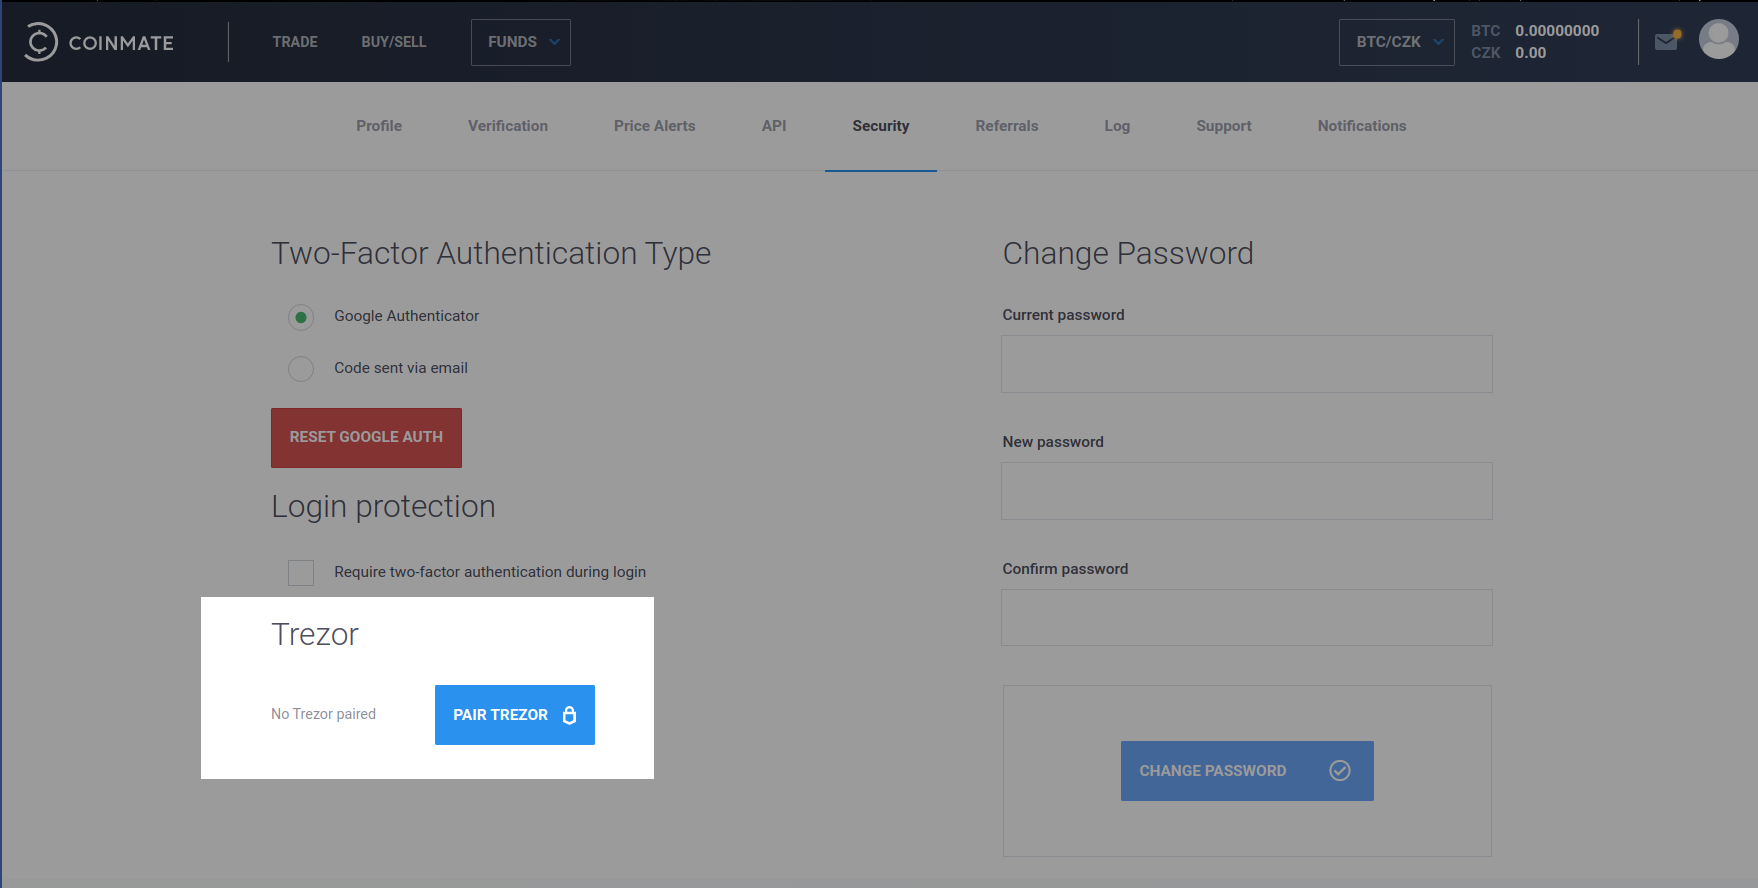 COINMATE
TRADE
BUY/SELL
FUNDS
BTC/CZK
BTC 0.00000000
CZK 0.00
Profile
Verification
Price Alerts
API
Security
Referrals
Log
Support
Notifications
Two-Factor Authentication Type
Google Authenticator
Code sent via email
RESET GOOGLE AUTH
Login protection
Require two-factor authentication during login
Trezor
No Trezor paired
PAIR TREZOR
Change Password
Current password
New password
Confirm password
CHANGE PASSWORD